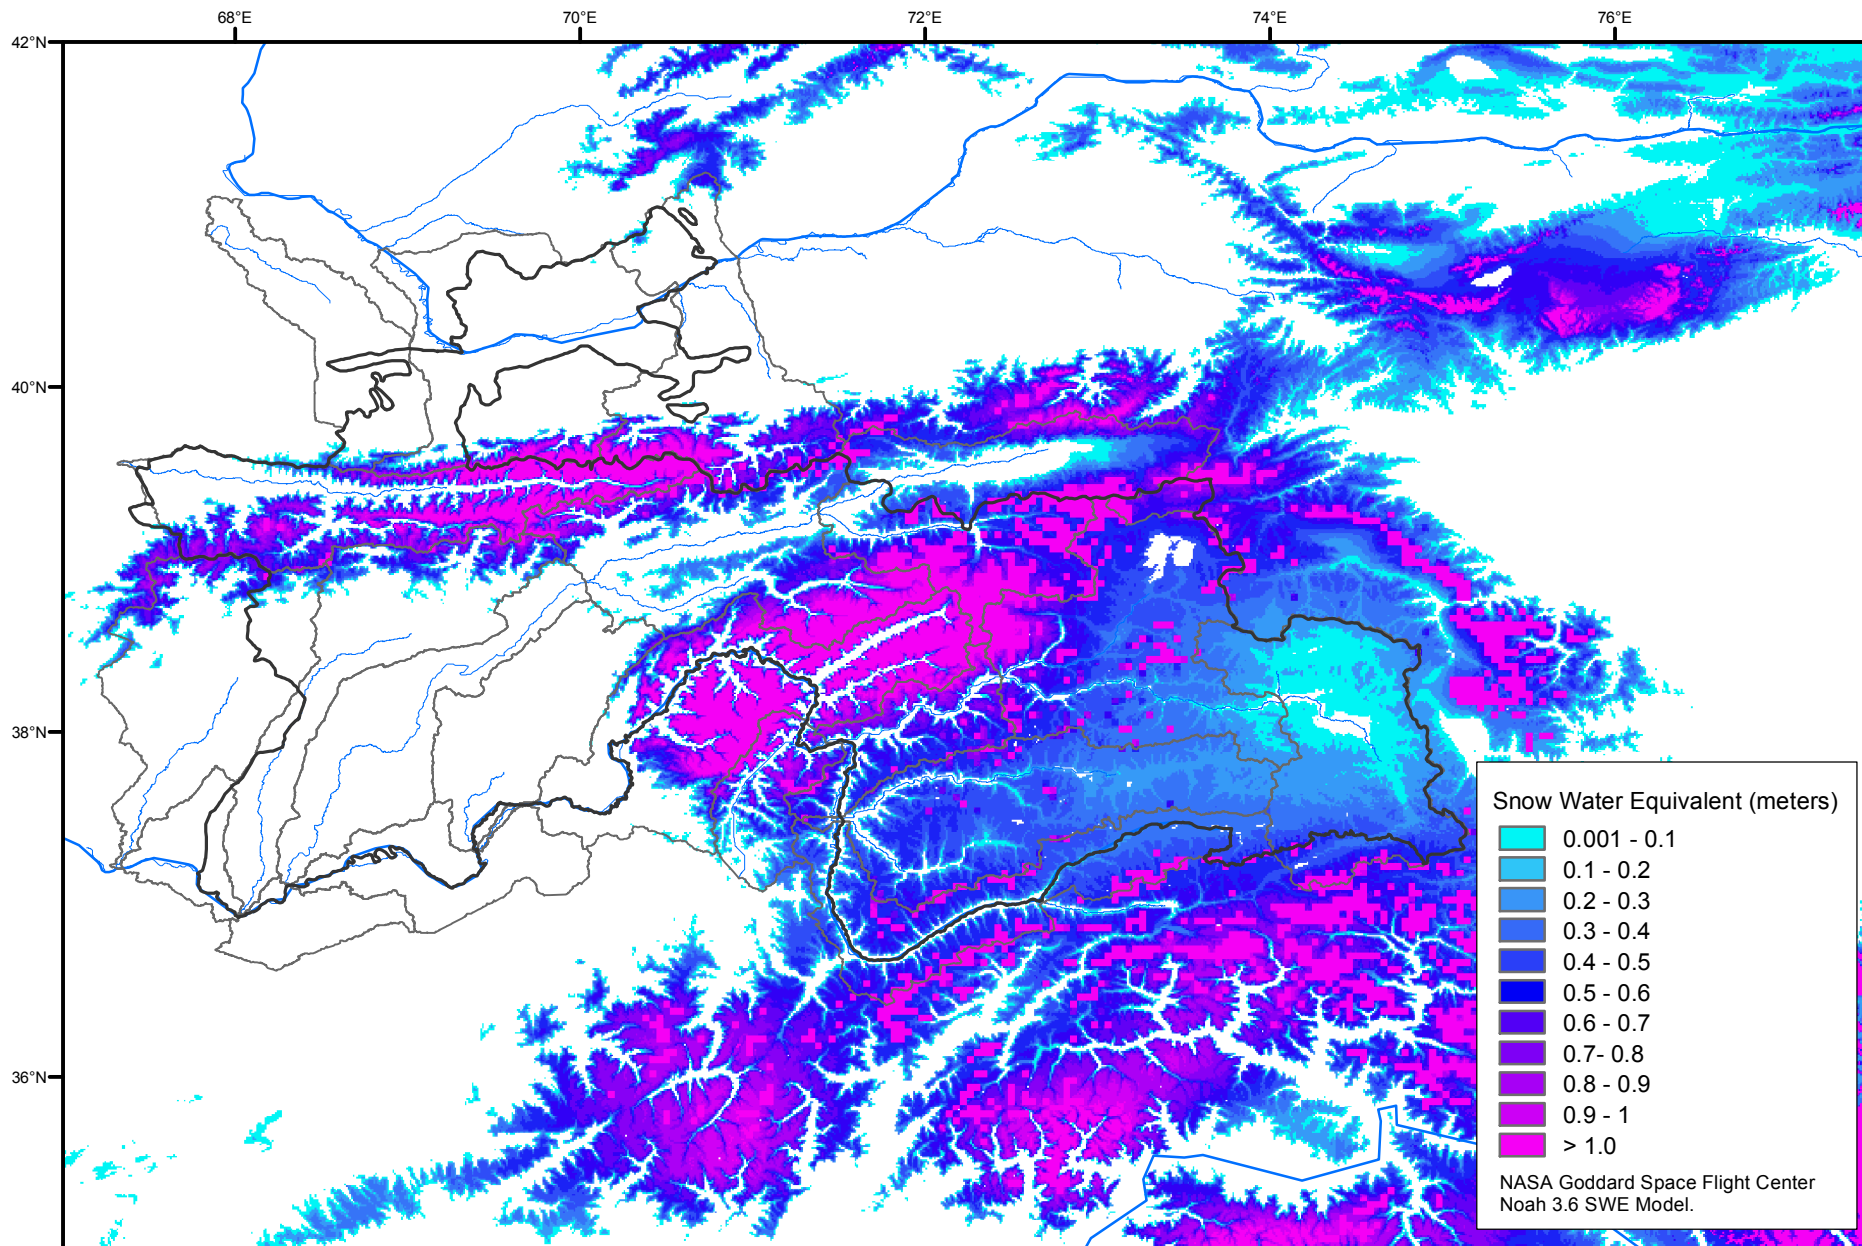 68°E
70°E
72°E
74°E
76°E
42°N
40°N
38°N
36°N
Snow Water Equivalent (meters)
0.001 - 0.1
0.1 - 0.2
0.2 - 0.3
0.3 - 0.4
0.4 - 0.5
0.5 - 0.6
0.6 - 0.7
0.7- 0.8
0.8 - 0.9
0.9 - 1
> 1.0
NASA Goddard Space Flight Center
Noah 3.6 SWE Model.